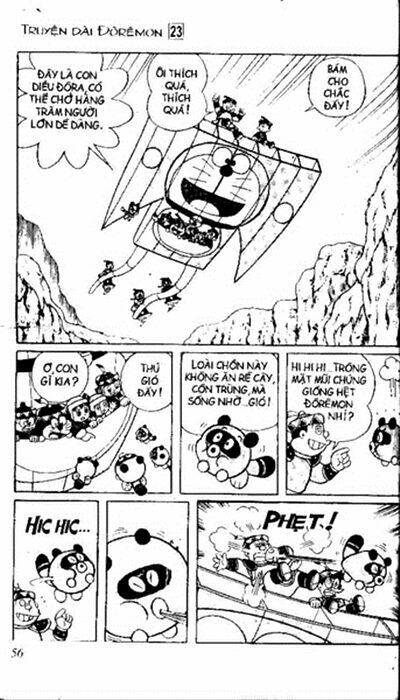 TRUYỆN DÀI ĐÔRÊMON 23
ĐÂY LÀ CON
DIỀU ĐÔRA, CÓ
THỂ CHỞ HÀNG
TRĂM NGƯỜI
LỚN DỄ DÀNG.
ÔI THÍCH
QUÁ,
THÍCH
QUÁ!
BÁM
CHO
CHẮC
ĐẤY!
Ơ, CON
GÌ KIA?
THÚ
GIÓ
ĐẤY!
LOÀI CHỒN NÀY
KHÔNG ĂN RỄ CÂY,
CÔN TRÙNG, MÀ
SỐNG NHỜ...GIÓ!
HI HI HI...TRÔNG
MẶT MŨI CHÚNG
GIỐNG HỆT
ĐÔRÊMON
NHỈ?
HIC HIC...
PHẸT!
56